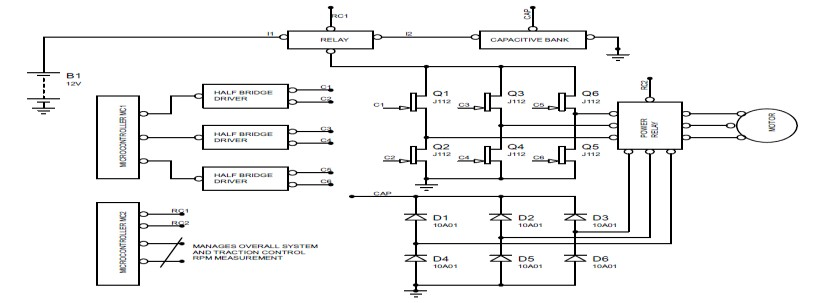 RC1
CAP
I1
RELAY
I2
CAPACITIVE BANK
B1
12V
MICROCONTROLLER MC1
HALF BRIDGE
DRIVER
C1
C2
HALF BRIDGE
DRIVER
C3
C4
HALF BRIDGE
DRIVER
C5
C6
Q1
J112
C1
Q3
J112
C3
Q6
J112
C5
Q2
J112
C2
Q4
J112
C4
Q5
J112
C6
RC2
POWER
RELAY
MOTOR
MICROCONTROLLER MC2
RC1
RC2
MANAGES OVERALL SYSTEM
AND TRACTION CONTROL
RPM MEASUREMENT
CAP
D1
10A01
D2
10A01
D3
10A01
D4
10A01
D5
10A01
D6
10A01